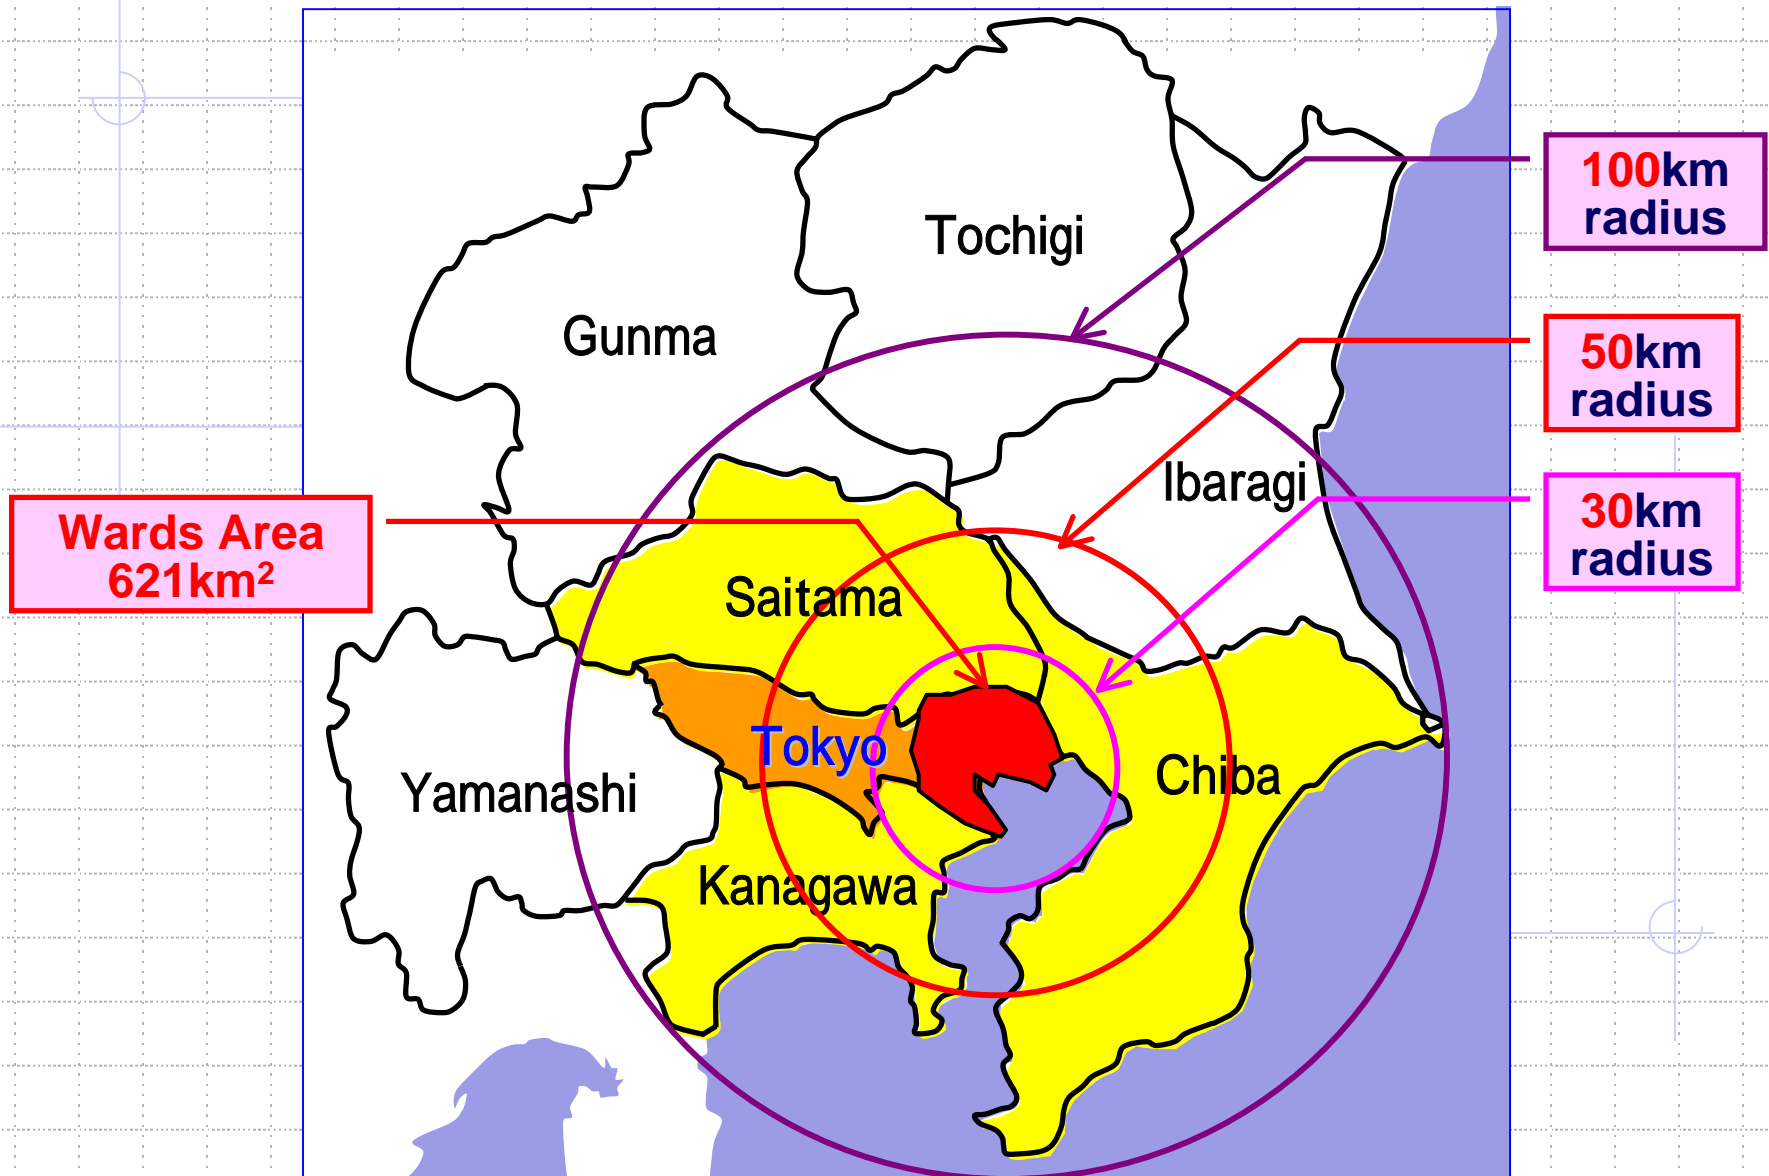 Tochigi
100km
radius
Gunma
50km
radius
Ibaragi
30km
radius
Wards Area
621km²
Saitama
Tokyo
Chiba
Yamanashi
Kanagawa